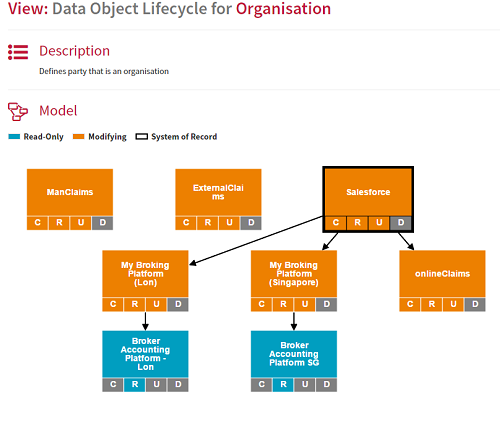 View: Data Object Lifecycle for Organisation
Description
Defines party that is an organisation
Model
Read-Only Modifying System of Record
ManClaims
C R U D
ExternalClai
ms
C R U D
Salesforce
C R U D
My Broking
Platform
(Lon)
C R U D
My Broking
Platform
(Singapore)
C R U D
onlineClaims
C R U D
Broker
Accounting
Platform -
Lon
C R U D
Broker
Accounting
Platform SG
C R U D